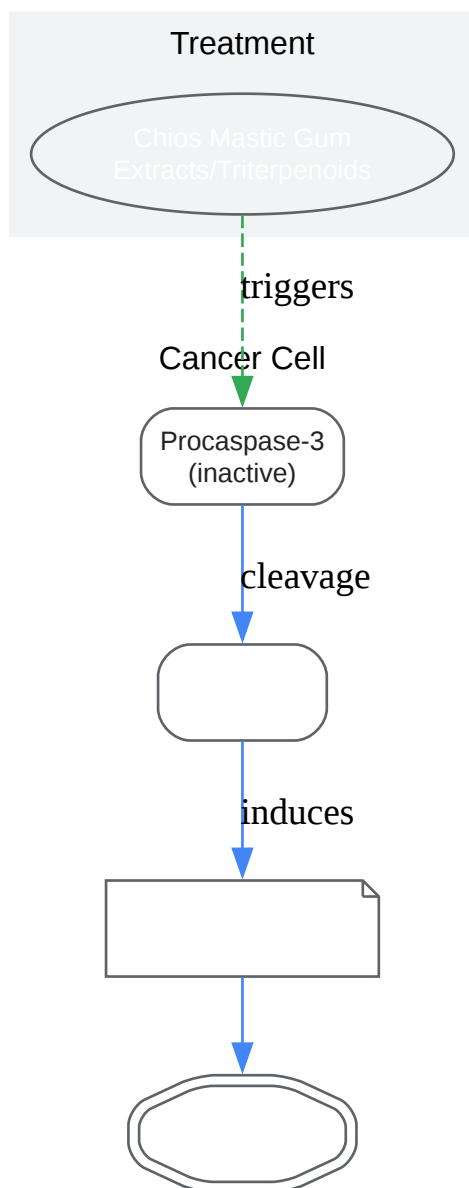 Treatment
Chios Mastic Gum
Extracts/Triterpenoids
triggers
Cancer Cell
Procaspase-3
(inactive)
cleavage
induces